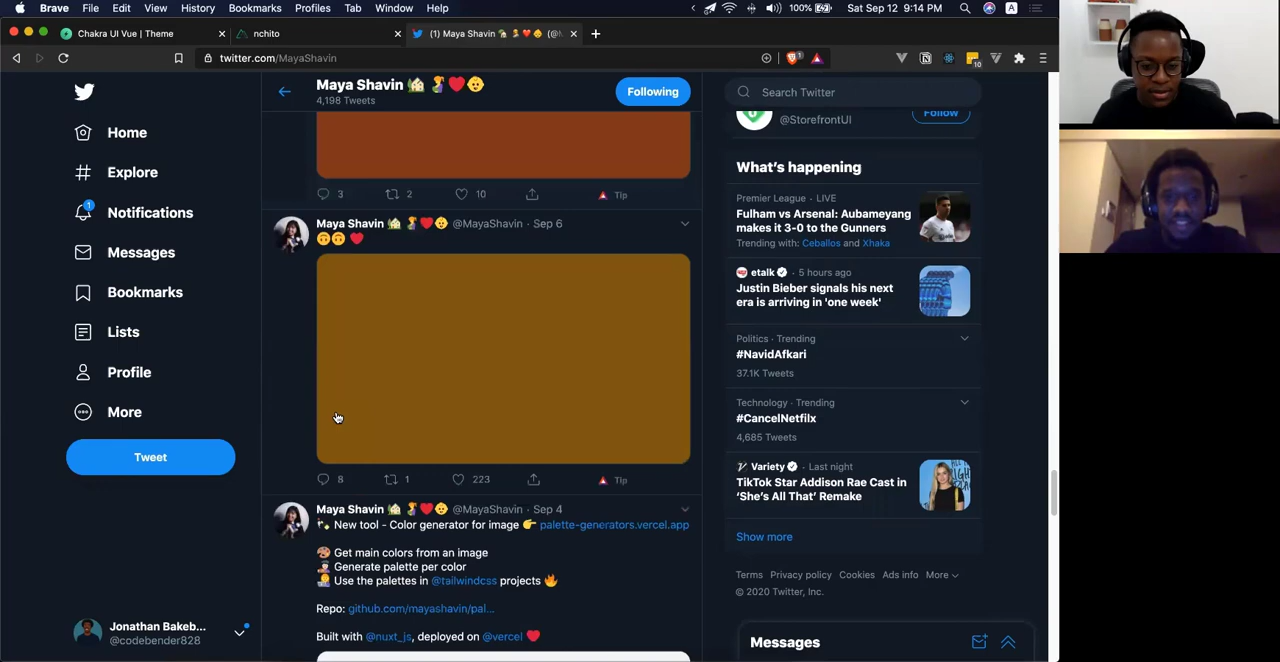 Brave File Edit View History Bookmarks Profiles Tab Window Help 100% Sat Sep 12 9:14 PM
Chakra UI Vue | Theme
nchito
(1) Maya Shavin
twitter.com/MayaShavin
1
10
Maya Shavin
4,198 Tweets
Following
Search Twitter
Home
Explore
1
Notifications
Messages
Bookmarks
Lists
Profile
More
Tweet
Jonathan Bakeb...
@codebender828
3 2 10 Tip
Maya Shavin @MayaShavin · Sep 6
8 1 223 Tip
Maya Shavin @MayaShavin · Sep 4
New tool - Color generator for image 👉 palette-generators.vercel.app
🎨 Get main colors from an image
Generate palette per color
Use the palettes in @tailwindcss projects 🔥
Repo: github.com/mayashavin/pal...
Built with @nuxt_js, deployed on @vercel ❤️
@StorefrontUI
Follow
What's happening
Premier League · LIVE
Fulham vs Arsenal: Aubameyang
makes it 3-0 to the Gunners
Trending with: Ceballos and Xhaka
etalk · 5 hours ago
Justin Bieber signals his next
era is arriving in 'one week'
Politics · Trending
#NavidAfkari
37.1K Tweets
Technology · Trending
#CancelNetfilx
4,685 Tweets
Variety · Last night
TikTok Star Addison Rae Cast in
‘She’s All That’ Remake
Show more
Terms Privacy policy Cookies Ads info More
© 2020 Twitter, Inc.
Messages